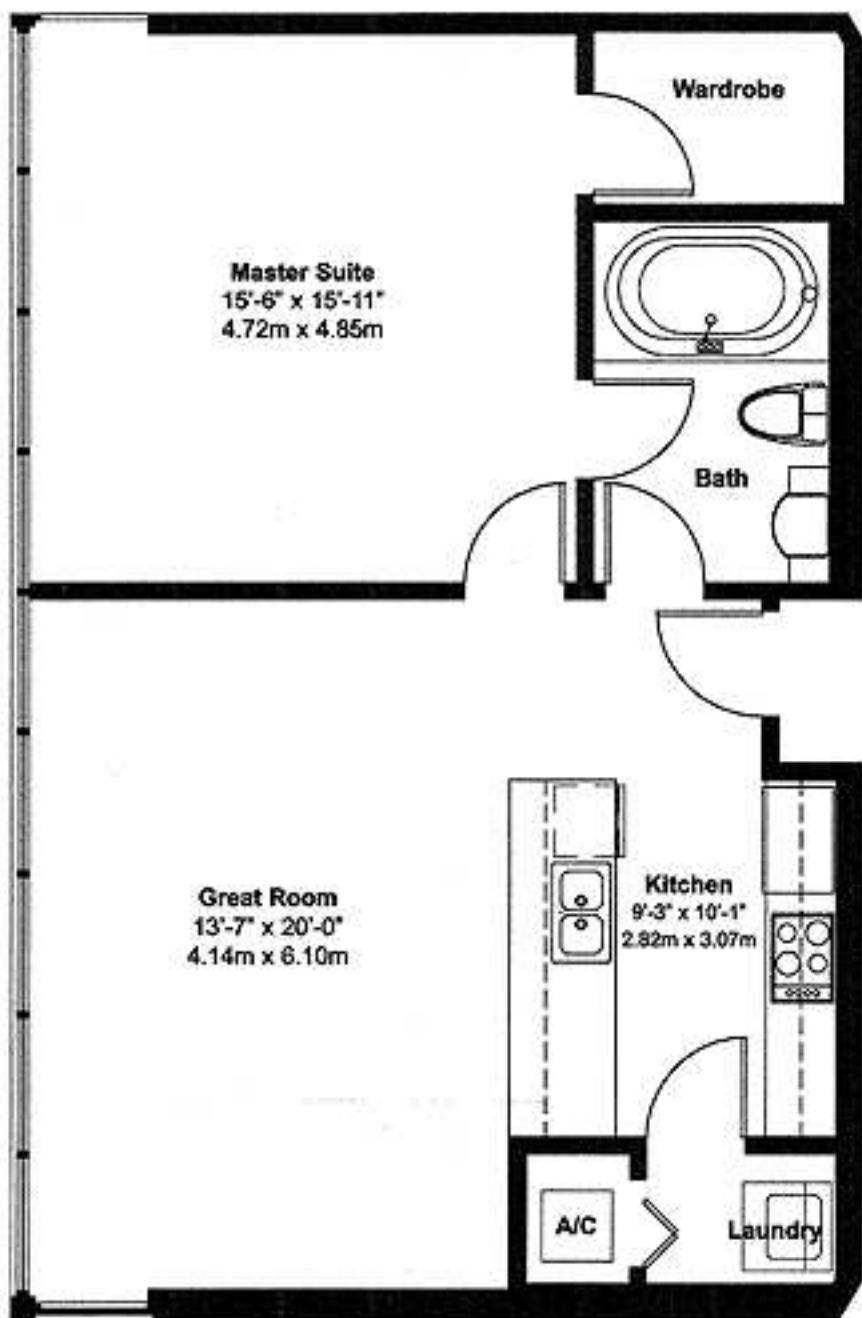 Wardrobe
Master Suite
15'-6" x 15'-11"
4.72m x 4.85m
Bath
Great Room
13'-7" x 20'-0"
4.14m x 6.10m
Kitchen
9'-3" x 10'-1"
2.82m x 3.07m
A/C
Laundry